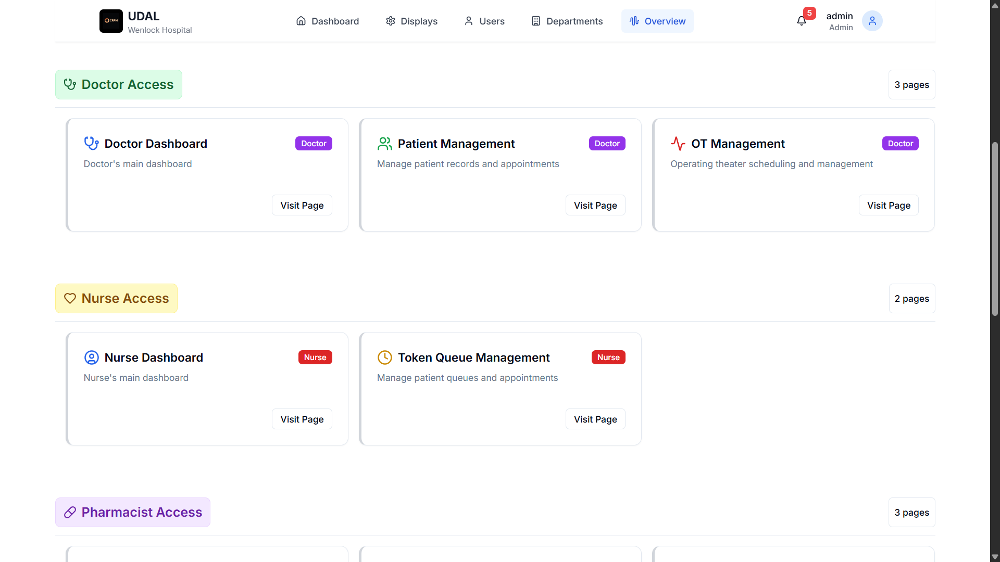 CRPM
UDAL
Wenlock Hospital
Dashboard
Displays
Users
Departments
Overview
5
admin
Admin
Doctor Access
3 pages
Doctor Dashboard
Doctor
Doctor's main dashboard
Visit Page
Patient Management
Doctor
Manage patient records and appointments
Visit Page
OT Management
Doctor
Operating theater scheduling and management
Visit Page
Nurse Access
2 pages
Nurse Dashboard
Nurse
Nurse's main dashboard
Visit Page
Token Queue Management
Nurse
Manage patient queues and appointments
Visit Page
Pharmacist Access
3 pages